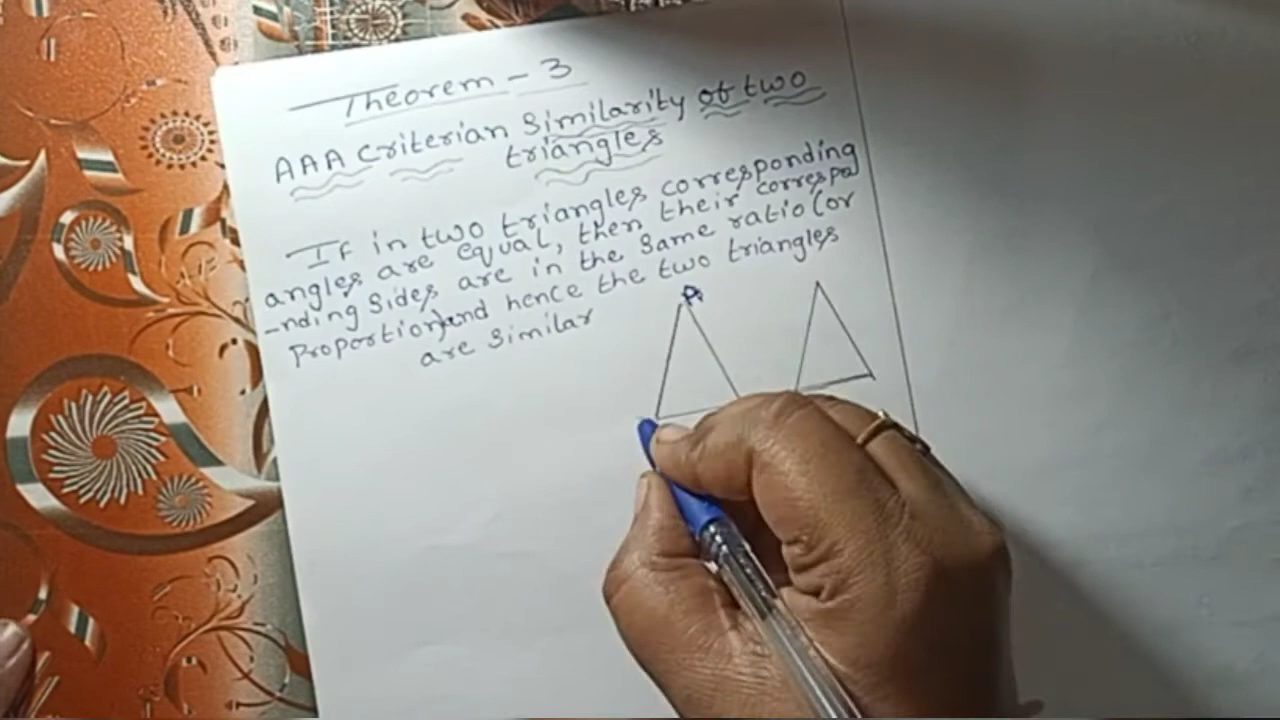 Theorem - 3
AAA Criterian Similarity of two
triangles
If in two triangles corresponding
angles are equal, then their correspo
-nding sides are in the same ratio (or
Proportion) and hence the two triangles
are similar
A